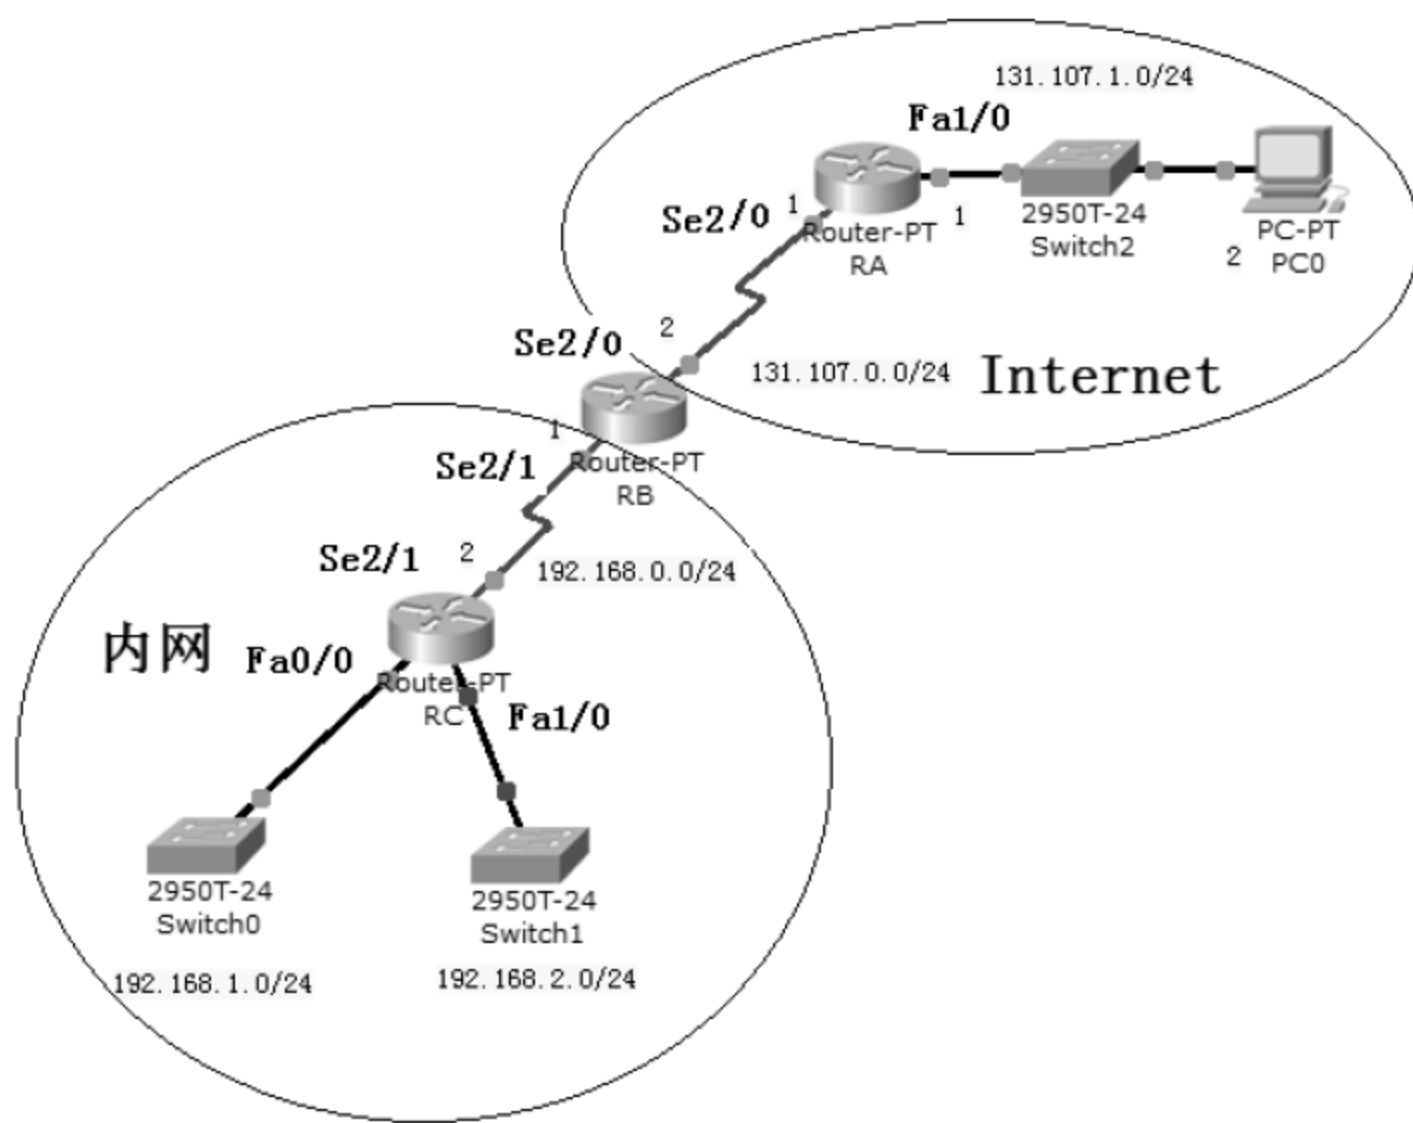 131.107.1.0/24
Fa1/0
Se2/0
1
Router-PT
RA
1
2950T-24
Switch2
2
PC-PT
PC0
Se2/0
2
131.107.0.0/24
Internet
1
Se2/1
Router-PT
RB
Se2/1
2
192.168.0.0/24
内网
Fa0/0
Router-PT
RC
Fa1/0
2950T-24
Switch0
192.168.1.0/24
2950T-24
Switch1
192.168.2.0/24